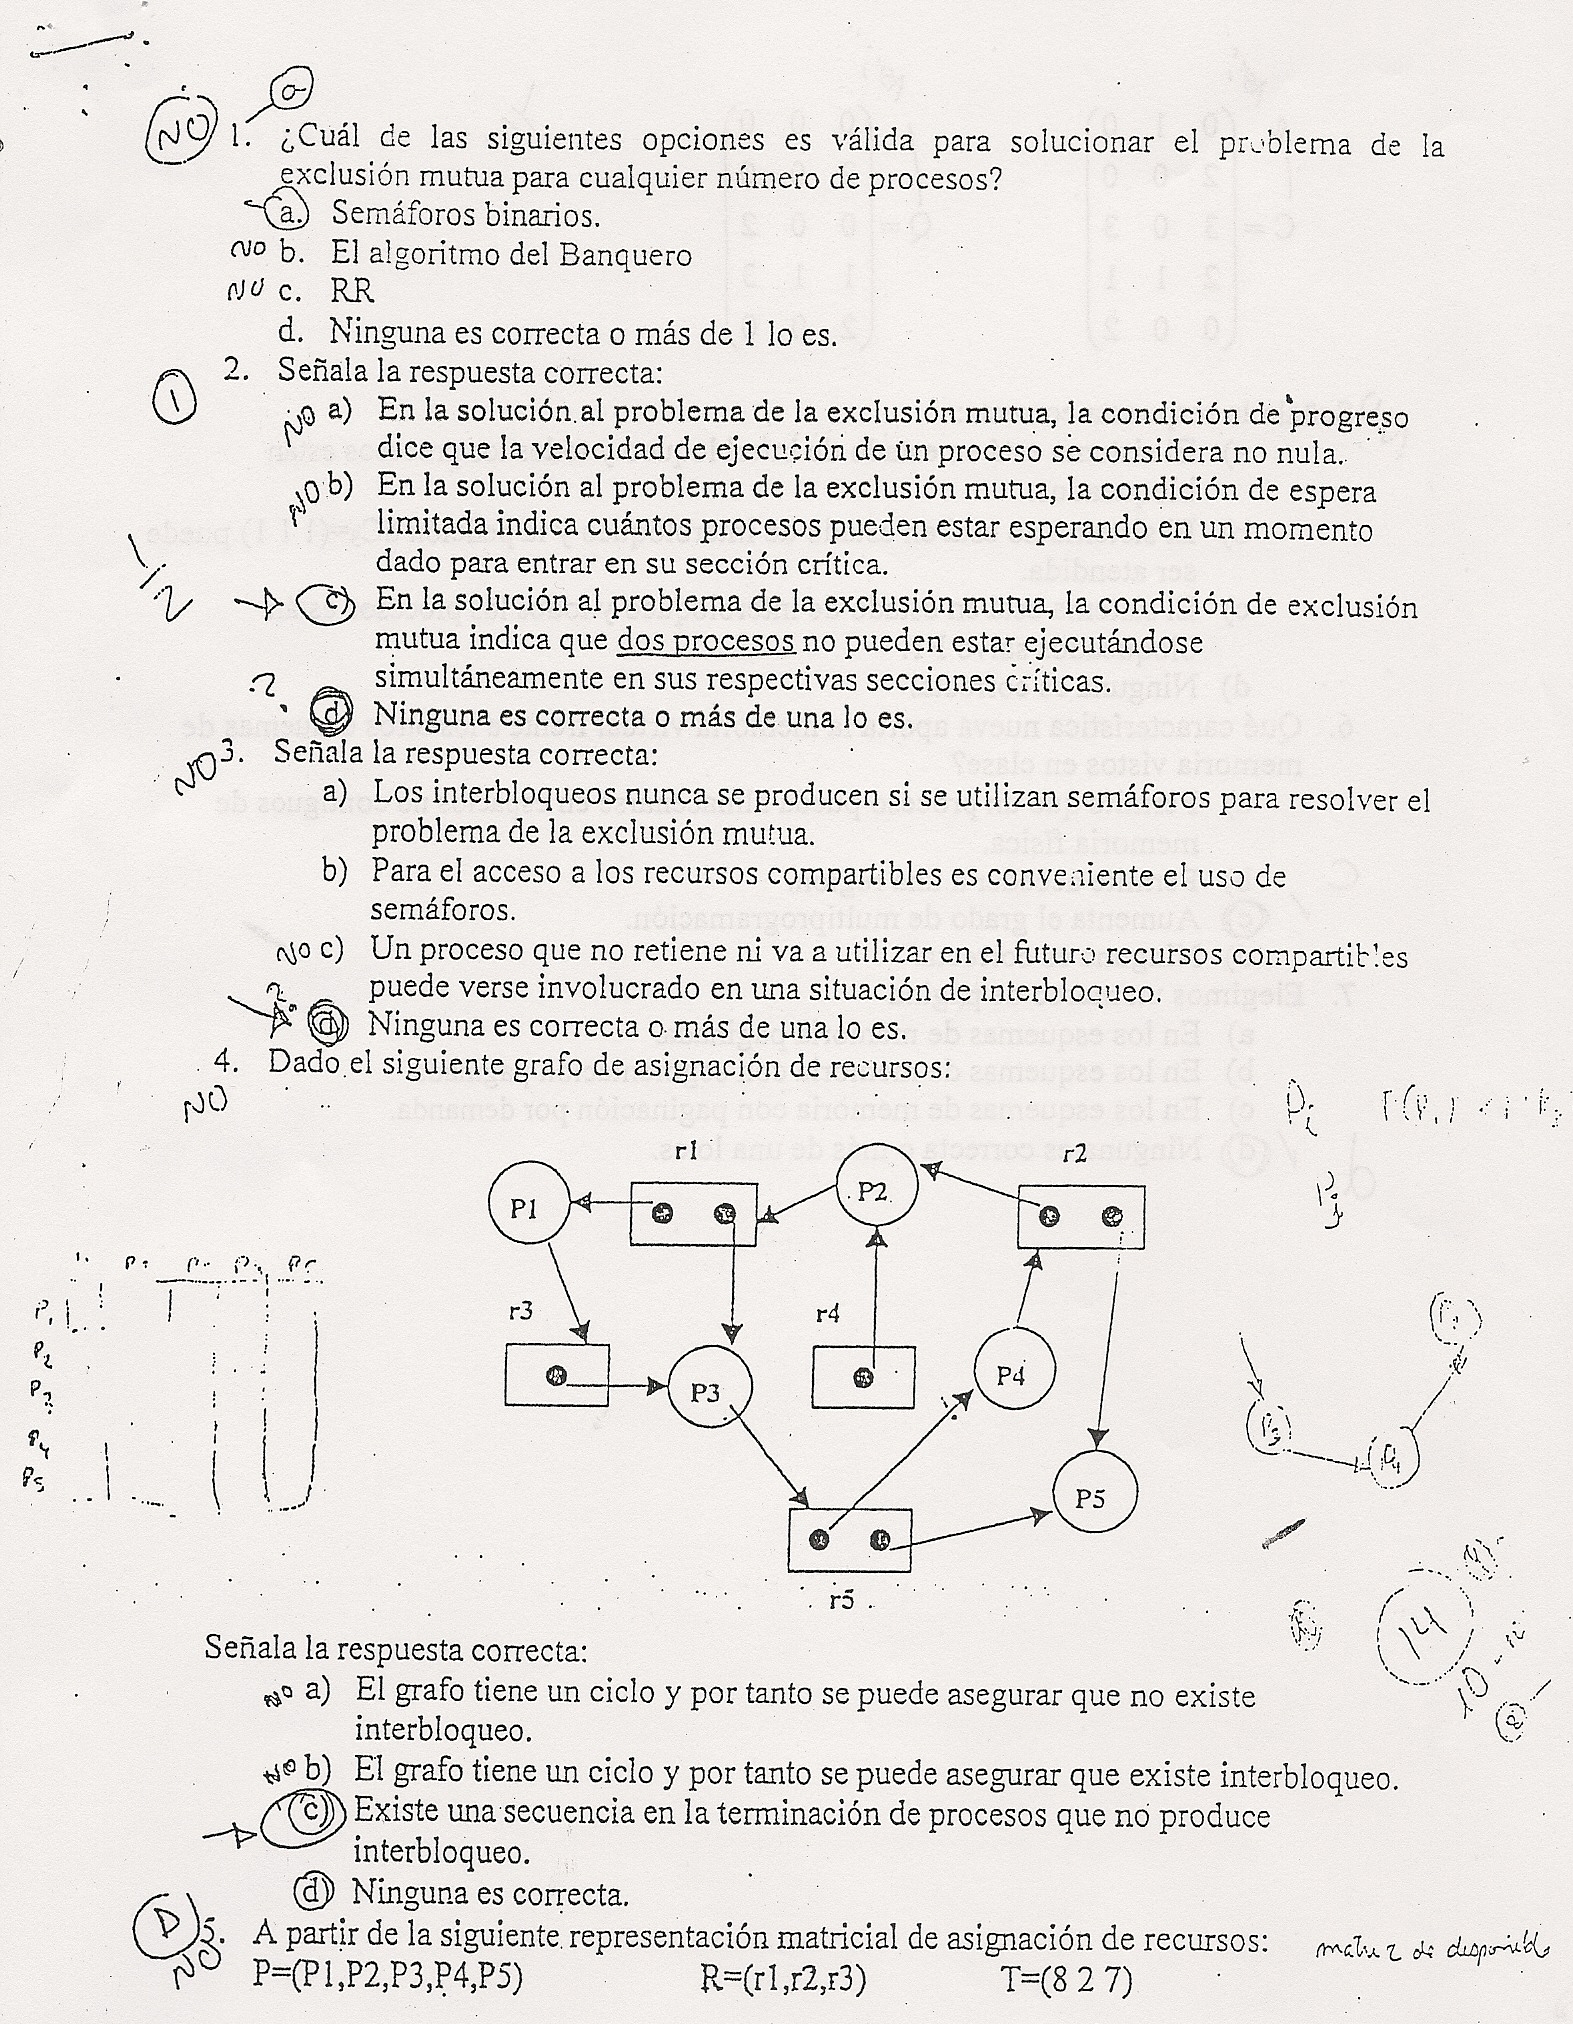 σ
NO 1. ¿Cuál de las siguientes opciones es válida para solucionar el problema de la
exclusión mutua para cualquier número de procesos?
a. Semáforos binarios.
NO b. El algoritmo del Banquero
NO c. RR
d. Ninguna es correcta o más de 1 lo es.
1 2. Señala la respuesta correcta:
NO a) En la solución al problema de la exclusión mutua, la condición de progreso
dice que la velocidad de ejecución de un proceso se considera no nula.
NO b) En la solución al problema de la exclusión mutua, la condición de espera
limitada indica cuántos procesos pueden estar esperando en un momento
dado para entrar en su sección crítica.
1/2 c) En la solución al problema de la exclusión mutua, la condición de exclusión
mutua indica que dos procesos no pueden estar ejecutándose
simultáneamente en sus respectivas secciones críticas.
? d) Ninguna es correcta o más de una lo es.
NO 3. Señala la respuesta correcta:
a) Los interbloqueos nunca se producen si se utilizan semáforos para resolver el
problema de la exclusión mutua.
b) Para el acceso a los recursos compartibles es conveniente el uso de
semáforos.
NO c) Un proceso que no retiene ni va a utilizar en el futuro recursos compartibles
puede verse involucrado en una situación de interbloqueo.
? d) Ninguna es correcta o más de una lo es.
4. Dado el siguiente grafo de asignación de recursos:
NO
Pi
r1 r2
P1 P2
Pj
r3 r4
P3 P4
P5
r5
P1
P2
P3
P4
P5
P3 P4
14
10
Señala la respuesta correcta:
NO a) El grafo tiene un ciclo y por tanto se puede asegurar que no existe
interbloqueo.
NO b) El grafo tiene un ciclo y por tanto se puede asegurar que existe interbloqueo.
c) Existe una secuencia en la terminación de procesos que no produce
interbloqueo.
d) Ninguna es correcta.
D NO 5. A partir de la siguiente representación matricial de asignación de recursos: matriz de disponible
P=(P1,P2,P3,P4,P5) R=(r1,r2,r3) T=(8 2 7)